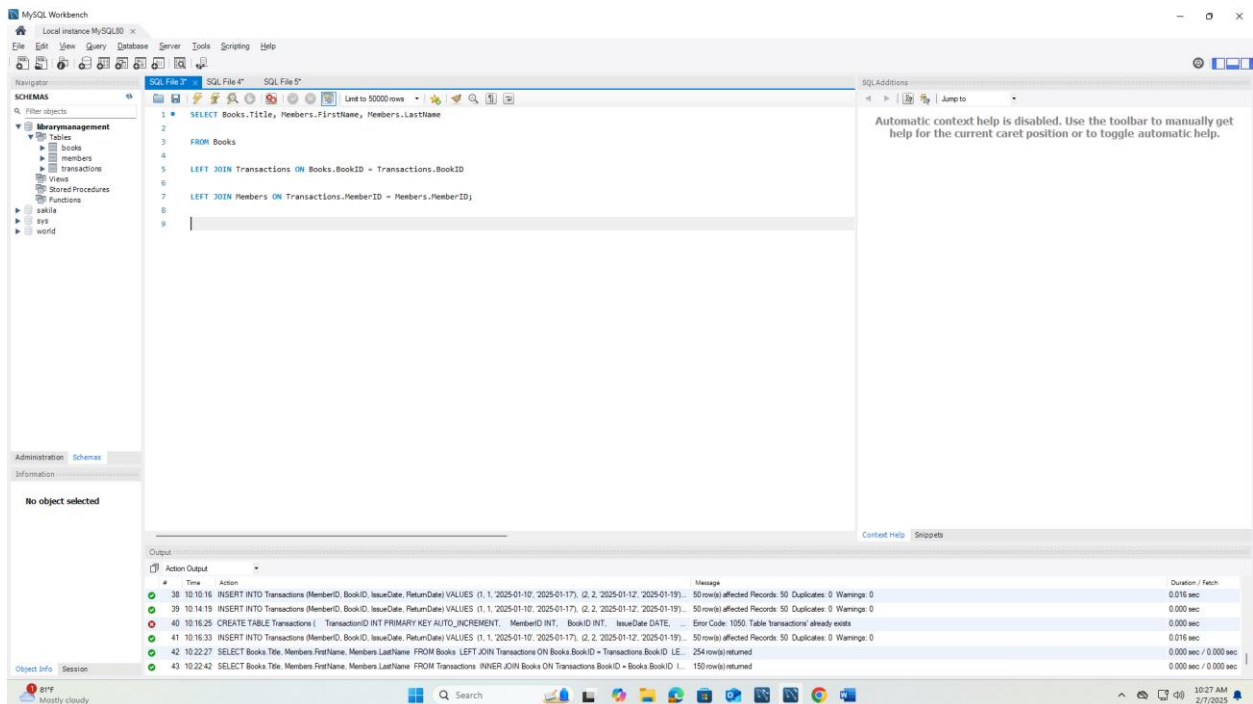 MySQL Workbench
Local instance MySQL80 ×
File Edit View Query Database Server Tools Scripting Help
Navigator
SCHEMAS
Filter objects
librarymanagement
Tables
books
members
transactions
Views
Stored Procedures
Functions
sakila
sys
world
Administration Schemas
Information
No object selected
Object Info Session
SQL File 3* × SQL File 4* SQL File 5*
Limit to 50000 rows
1 SELECT Books.Title, Members.FirstName, Members.LastName
2
3 FROM Books
4
5 LEFT JOIN Transactions ON Books.BookID = Transactions.BookID
6
7 LEFT JOIN Members ON Transactions.MemberID = Members.MemberID;
8
9
SQLAdditions
Jump to
Automatic context help is disabled. Use the toolbar to manually get
help for the current caret position or to toggle automatic help.
Context Help Snippets
Output
Action Output
# Time Action Message Duration / Fetch
38 10:10:16 INSERT INTO Transactions (MemberID, BookID, IssueDate, ReturnDate) VALUES (1, 1, '2025-01-10', '2025-01-17'), (2, 2, '2025-01-12', '2025-01-19')... 50 row(s) affected Records: 50 Duplicates: 0 Warnings: 0 0.016 sec
39 10:14:19 INSERT INTO Transactions (MemberID, BookID, IssueDate, ReturnDate) VALUES (1, 1, '2025-01-10', '2025-01-17'), (2, 2, '2025-01-12', '2025-01-19')... 50 row(s) affected Records: 50 Duplicates: 0 Warnings: 0 0.000 sec
40 10:16:25 CREATE TABLE Transactions ( TransactionID INT PRIMARY KEY AUTO_INCREMENT, MemberID INT, BookID INT, IssueDate DATE, ... Error Code: 1050. Table 'transactions' already exists 0.000 sec
41 10:16:33 INSERT INTO Transactions (MemberID, BookID, IssueDate, ReturnDate) VALUES (1, 1, '2025-01-10', '2025-01-17'), (2, 2, '2025-01-12', '2025-01-19')... 50 row(s) affected Records: 50 Duplicates: 0 Warnings: 0 0.016 sec
42 10:22:27 SELECT Books.Title, Members.FirstName, Members.LastName FROM Books LEFT JOIN Transactions ON Books.BookID = Transactions.BookID LE... 254 row(s) returned 0.000 sec / 0.000 sec
43 10:22:42 SELECT Books.Title, Members.FirstName, Members.LastName FROM Transactions INNER JOIN Books ON Transactions.BookID = Books.BookID I... 150 row(s) returned 0.000 sec / 0.000 sec
1
81°F
Mostly cloudy
Search
10:27 AM
2/7/2025